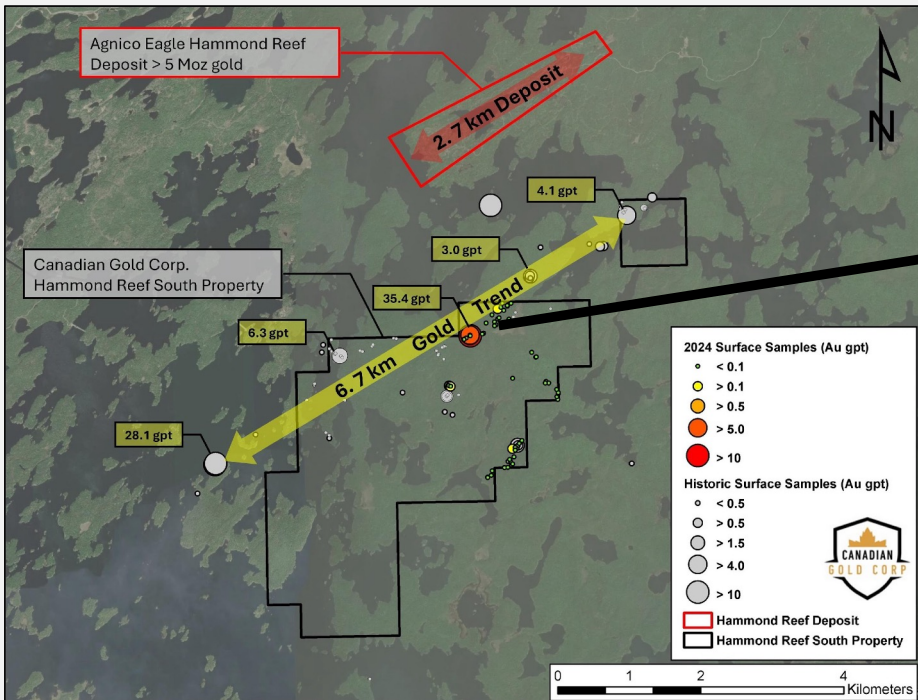 Agnico Eagle Hammond Reef
Deposit > 5 Moz gold
2. 7 km Deposit
N
4.1 gpt
3.0 gpt
Canadian Gold Corp.
Hammond Reef South Property
35.4 gpt
6.3 gpt
6. 7 km Gold Trend
28.1 gpt
2024 Surface Samples (Au gpt)
< 0.1
> 0.1
> 0.5
> 5.0
> 10
Historic Surface Samples (Au gpt)
< 0.5
> 0.5
> 1.5
> 4.0
> 10
CANADIAN
GOLD CORP
Hammond Reef Deposit
Hammond Reef South Property
0 1 2 4
Kilometers